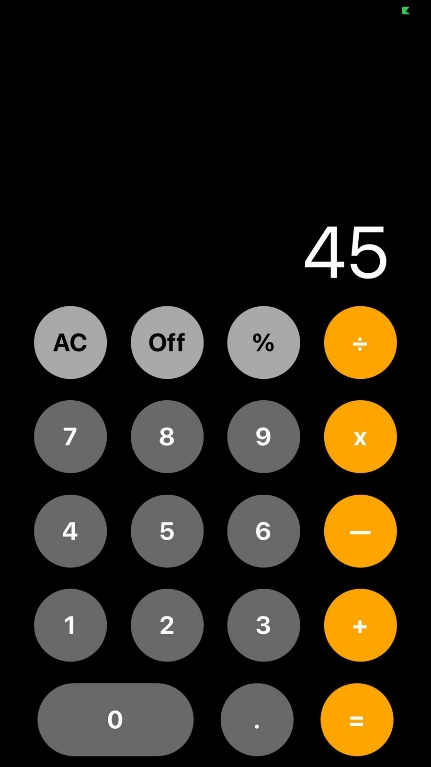 45
AC Off % ÷
7 8 9 x
4 5 6 —
1 2 3 +
0 . =